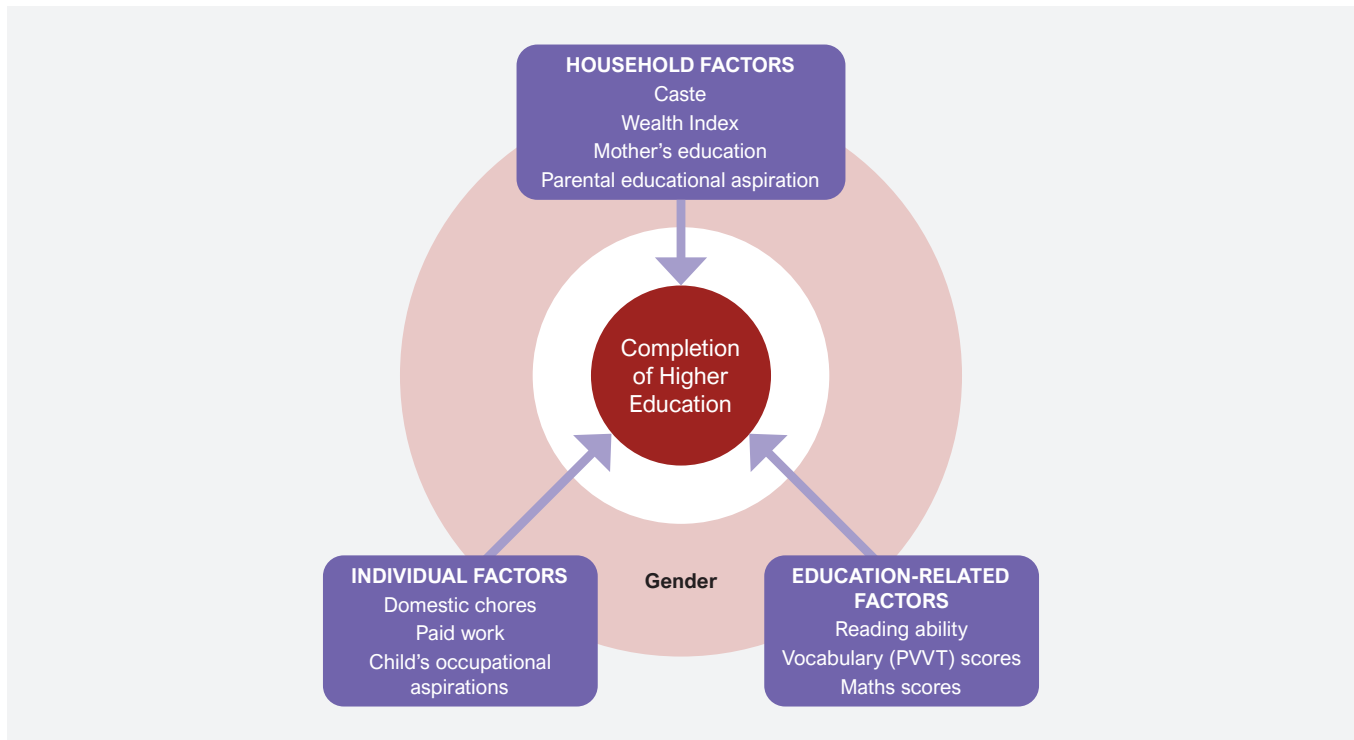 HOUSEHOLD FACTORS
Caste
Wealth Index
Mother's education
Parental educational aspiration
Completion
of Higher
Education
INDIVIDUAL FACTORS
Domestic chores
Paid work
Child's occupational
aspirations
Gender
EDUCATION-RELATED
FACTORS
Reading ability
Vocabulary (PVVT) scores
Maths scores